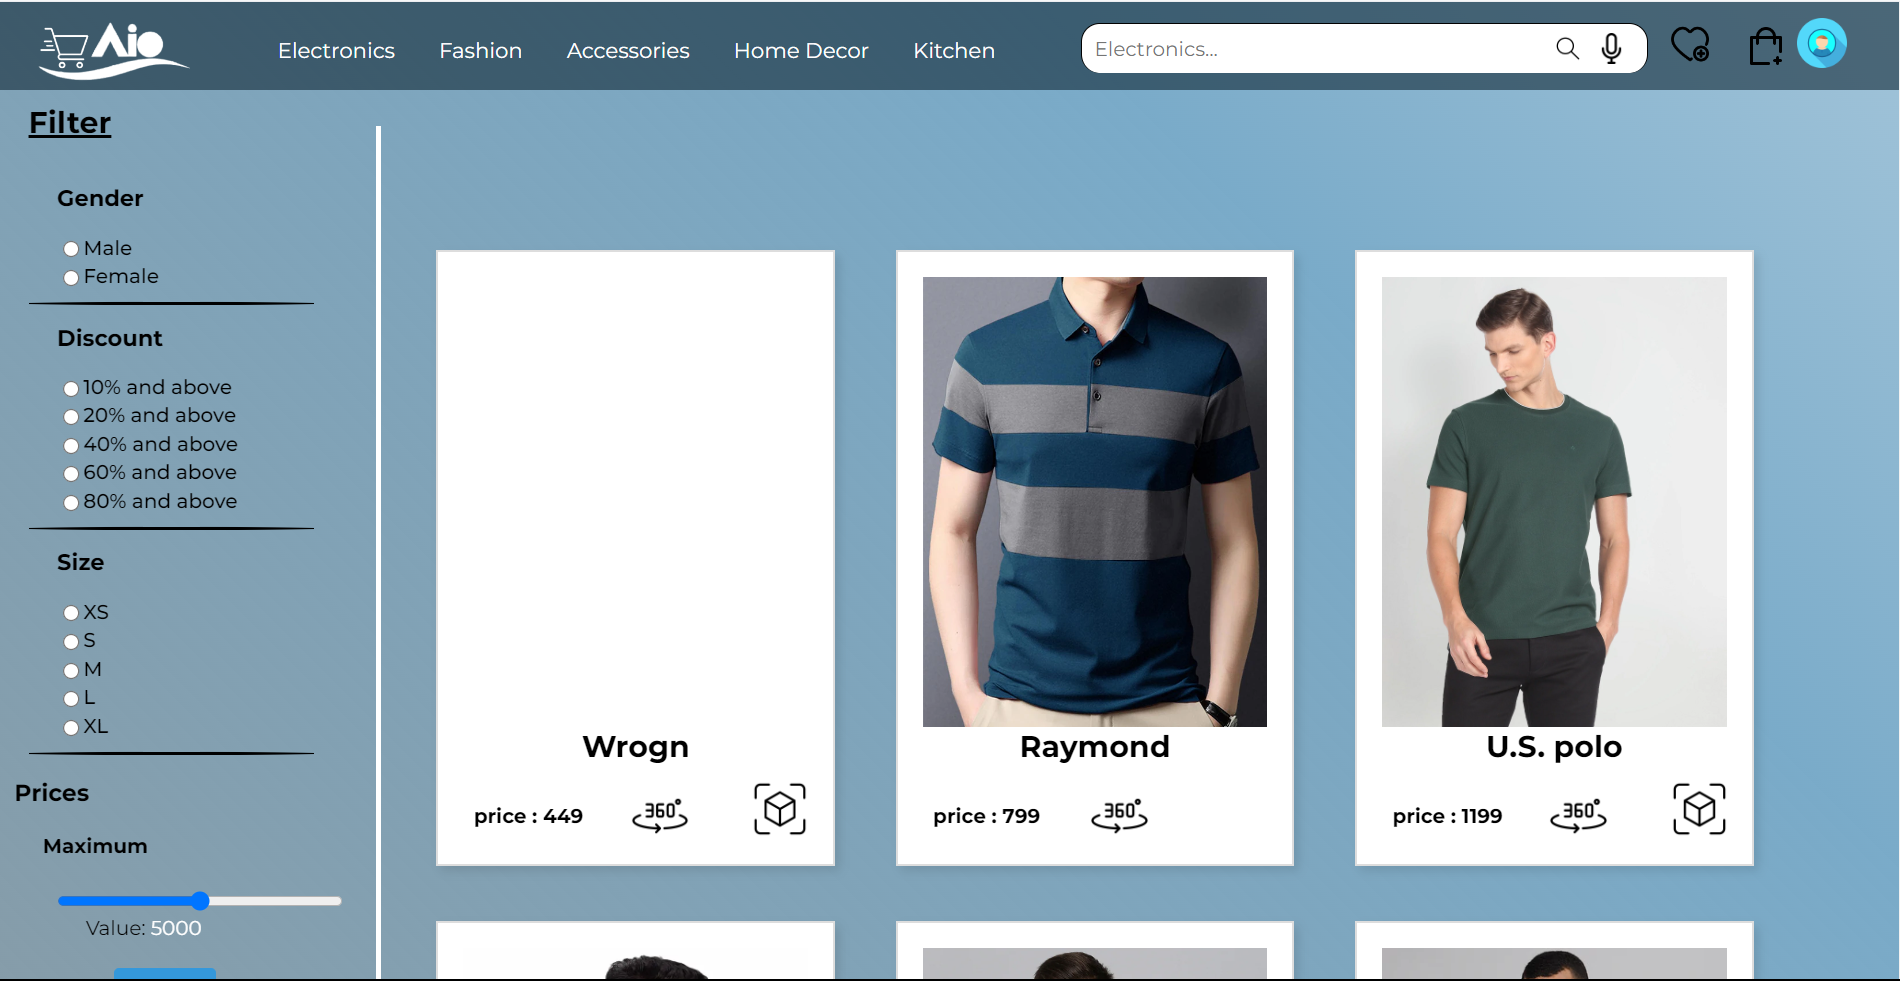 Aio
Electronics Fashion Accessories Home Decor Kitchen
Electronics...
Filter
Gender
Male
Female
Discount
10% and above
20% and above
40% and above
60% and above
80% and above
Size
XS
S
M
L
XL
Prices
Maximum
Value: 5000
Wrogn
price : 449 360°
Raymond
price : 799 360°
U.S. polo
price : 1199 360°